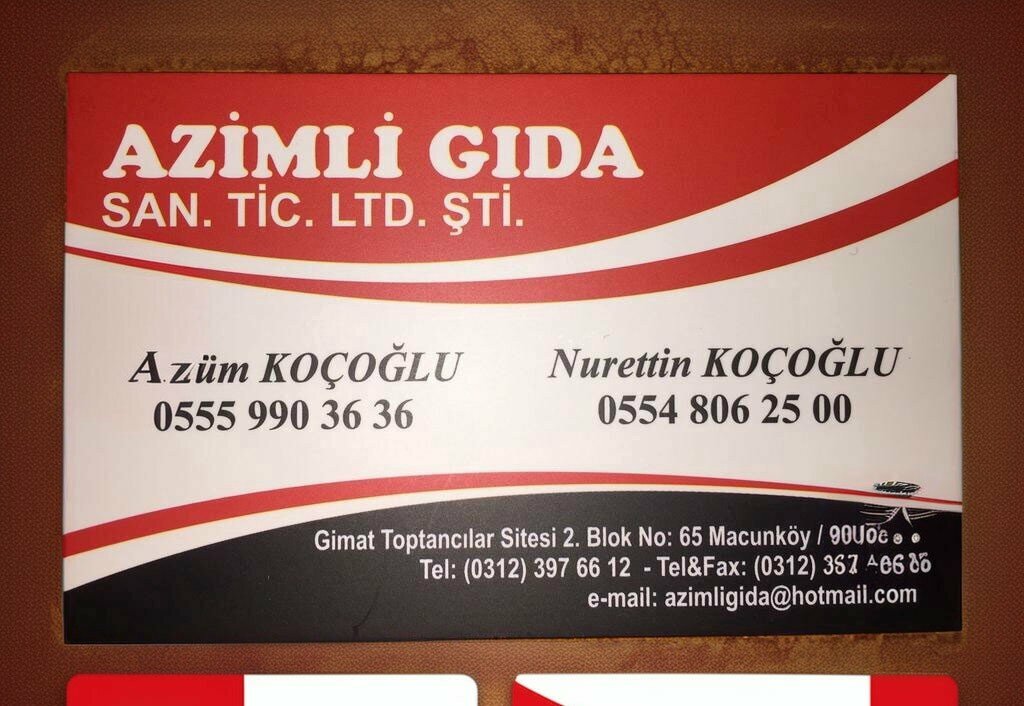 AZİMLİ GIDA
SAN. TİC. LTD. ŞTİ.
Azüm KOÇOĞLU
0555 990 36 36
Nurettin KOÇOĞLU
0554 806 25 00
Gimat Toptancılar Sitesi 2. Blok No: 65 Macunköy /
Tel: (0312) 397 66 12 - Tel&Fax: (0312)
e-mail: azimligida@hotmail.com